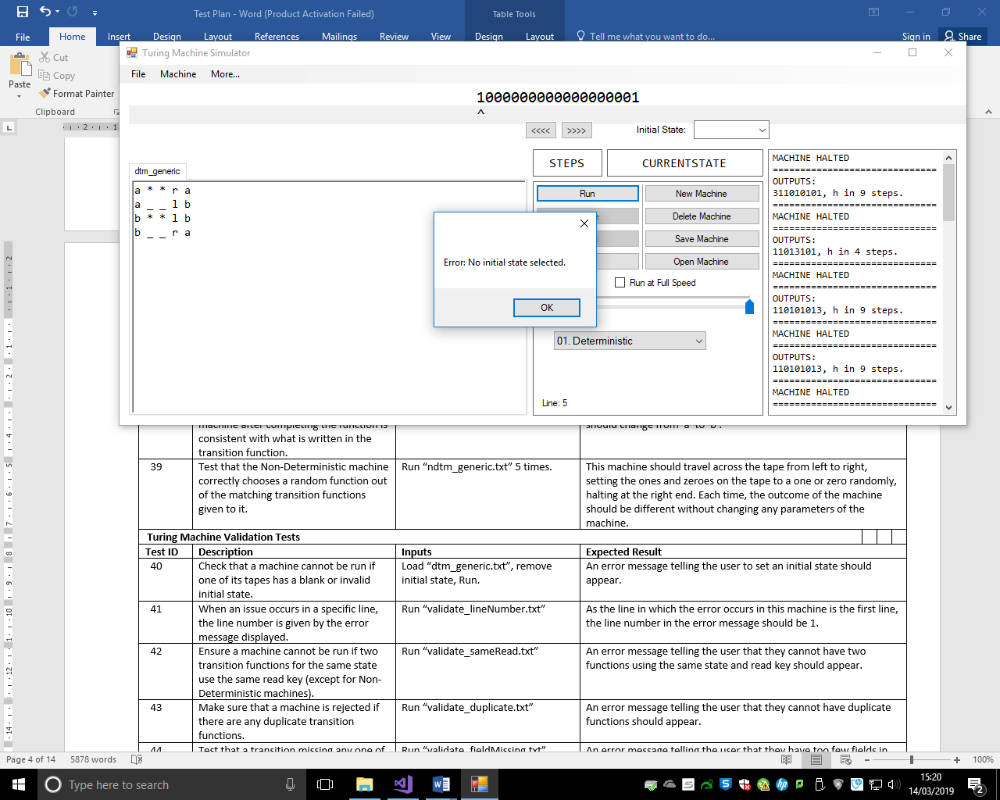 Test Plan - Word (Product Activation Failed)
Table Tools
File Home Insert Design Layout References Mailings Review View Design Layout Tell me what you want to do... Sign in Share
Paste
Cut
Copy
Format Painter
Clipboard
Turing Machine Simulator
File Machine More...
1000000000000000001
^
<<<< >>>> Initial State:
dtm_generic
a * * r a
a _ _ l b
b * * l b
b _ _ r a
STEPS CURRENTSTATE
Run New Machine
Delete Machine
Save Machine
Open Machine
Run at Full Speed
01. Deterministic
Line: 5
Error: No initial state selected.
OK
MACHINE HALTED
==============================
OUTPUTS:
311010101, h in 9 steps.
==============================
MACHINE HALTED
==============================
OUTPUTS:
11013101, h in 4 steps.
==============================
MACHINE HALTED
==============================
OUTPUTS:
110101013, h in 9 steps.
==============================
MACHINE HALTED
==============================
OUTPUTS:
110101013, h in 9 steps.
==============================
MACHINE HALTED
==============================
machine after completing the function is
consistent with what is written in the
transition function.
should change from 'a' to 'b'.
39
Test that the Non-Deterministic machine
correctly chooses a random function out
of the matching transition functions
given to it.
Run “ndtm_generic.txt” 5 times.
This machine should travel across the tape from left to right,
setting the ones and zeroes on the tape to a one or zero randomly,
halting at the right end. Each time, the outcome of the machine
should be different without changing any parameters of the
machine.
Turing Machine Validation Tests
Test ID Description Inputs Expected Result
40
Check that a machine cannot be run if
one of its tapes has a blank or invalid
initial state.
Load “dtm_generic.txt”, remove
initial state, Run.
An error message telling the user to set an initial state should
appear.
41
When an issue occurs in a specific line,
the line number is given by the error
message displayed.
Run “validate_lineNumber.txt”
As the line in which the error occurs in this machine is the first line,
the line number in the error message should be 1.
42
Ensure a machine cannot be run if two
transition functions for the same state
use the same read key (except for Non-
Deterministic machines).
Run “validate_sameRead.txt”
An error message telling the user that they cannot have two
functions using the same state and read key should appear.
43
Make sure that a machine is rejected if
there are any duplicate transition
functions.
Run “validate_duplicate.txt”
An error message telling the user that they cannot have duplicate
functions should appear.
44
Test that a transition missing any one of
Run “validate_fieldMissing.txt”
An error message telling the user that they have too few fields in
Page 4 of 14 5878 words
100%
Type here to search
15:20
14/03/2019
2